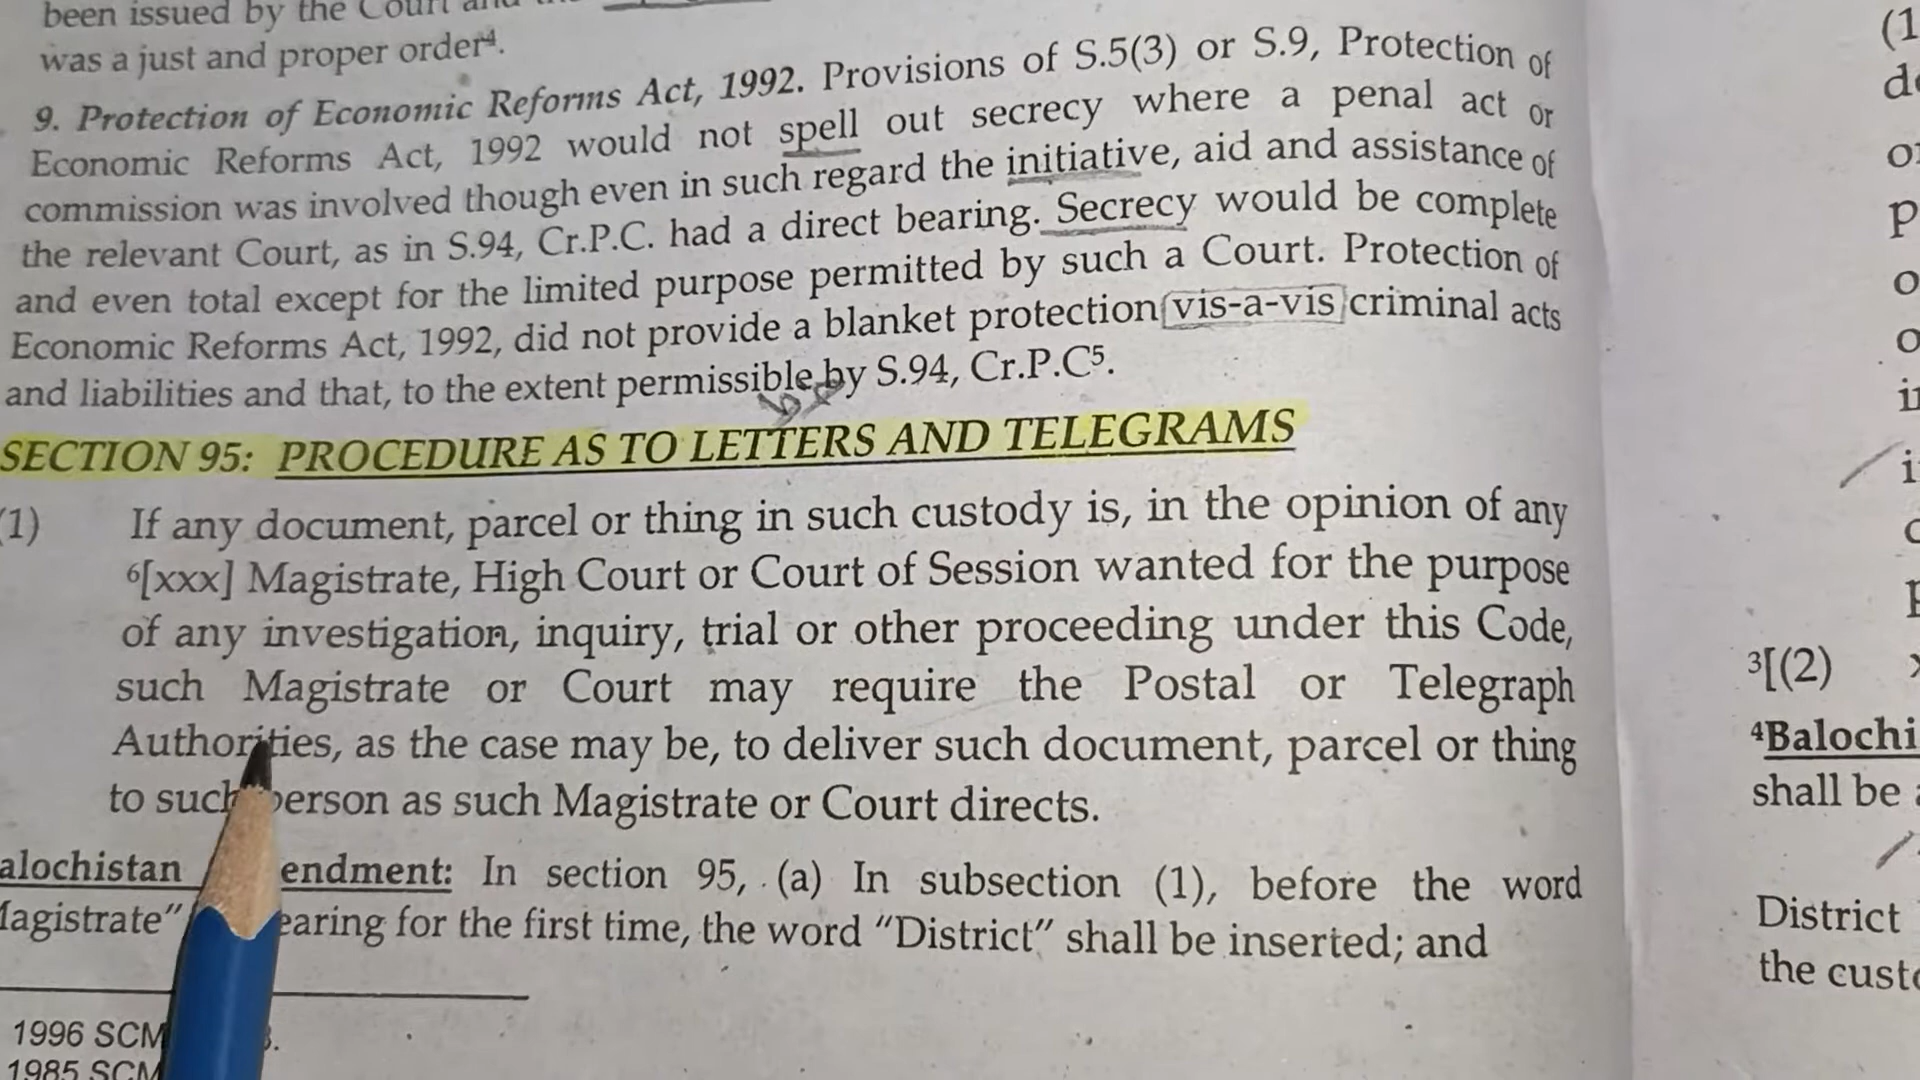 been issued by the Court and
was a just and proper order⁴.
9. Protection of Economic Reforms Act, 1992. Provisions of S.5(3) or S.9, Protection of
Economic Reforms Act, 1992 would not spell out secrecy where a penal act or
commission was involved though even in such regard the initiative, aid and assistance of
the relevant Court, as in S.94, Cr.P.C. had a direct bearing. Secrecy would be complete
and even total except for the limited purpose permitted by such a Court. Protection of
Economic Reforms Act, 1992, did not provide a blanket protection vis-a-vis criminal acts
and liabilities and that, to the extent permissible by S.94, Cr.P.C⁵.
SECTION 95: PROCEDURE AS TO LETTERS AND TELEGRAMS
(1) If any document, parcel or thing in such custody is, in the opinion of any
⁶[xxx] Magistrate, High Court or Court of Session wanted for the purpose
of any investigation, inquiry, trial or other proceeding under this Code,
such Magistrate or Court may require the Postal or Telegraph
Authorities, as the case may be, to deliver such document, parcel or thing
to such person as such Magistrate or Court directs.
alochistan endment: In section 95, (a) In subsection (1), before the word
agistrate" earing for the first time, the word "District" shall be inserted; and
1996 SCM
1985 SCM
(1
³[(2)
⁴Balochi
shall be
District
the custo